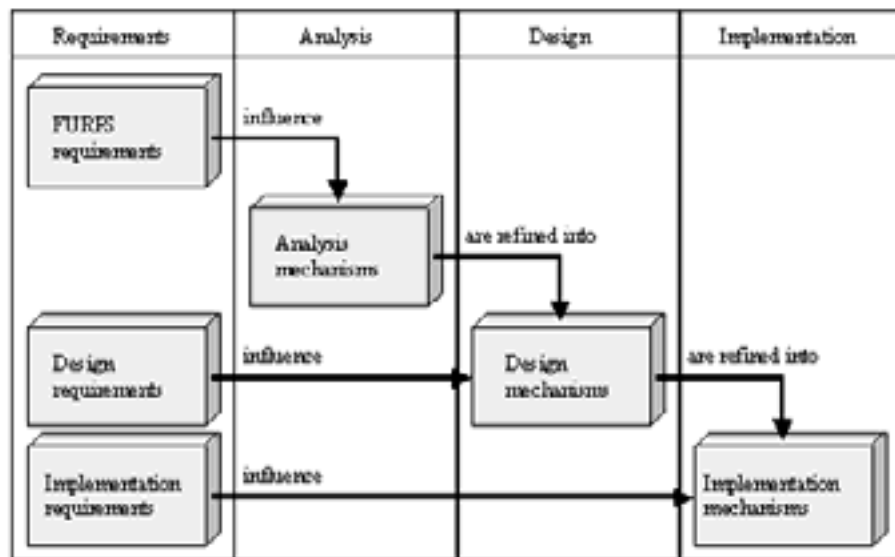 Requirements
Analysis
Design
Implementation
FURPS
requirements
influence
Analysis
mechanisms
are refined into
Design
requirements
influence
Design
mechanisms
are refined into
Implementation
requirements
influence
Implementation
mechanisms